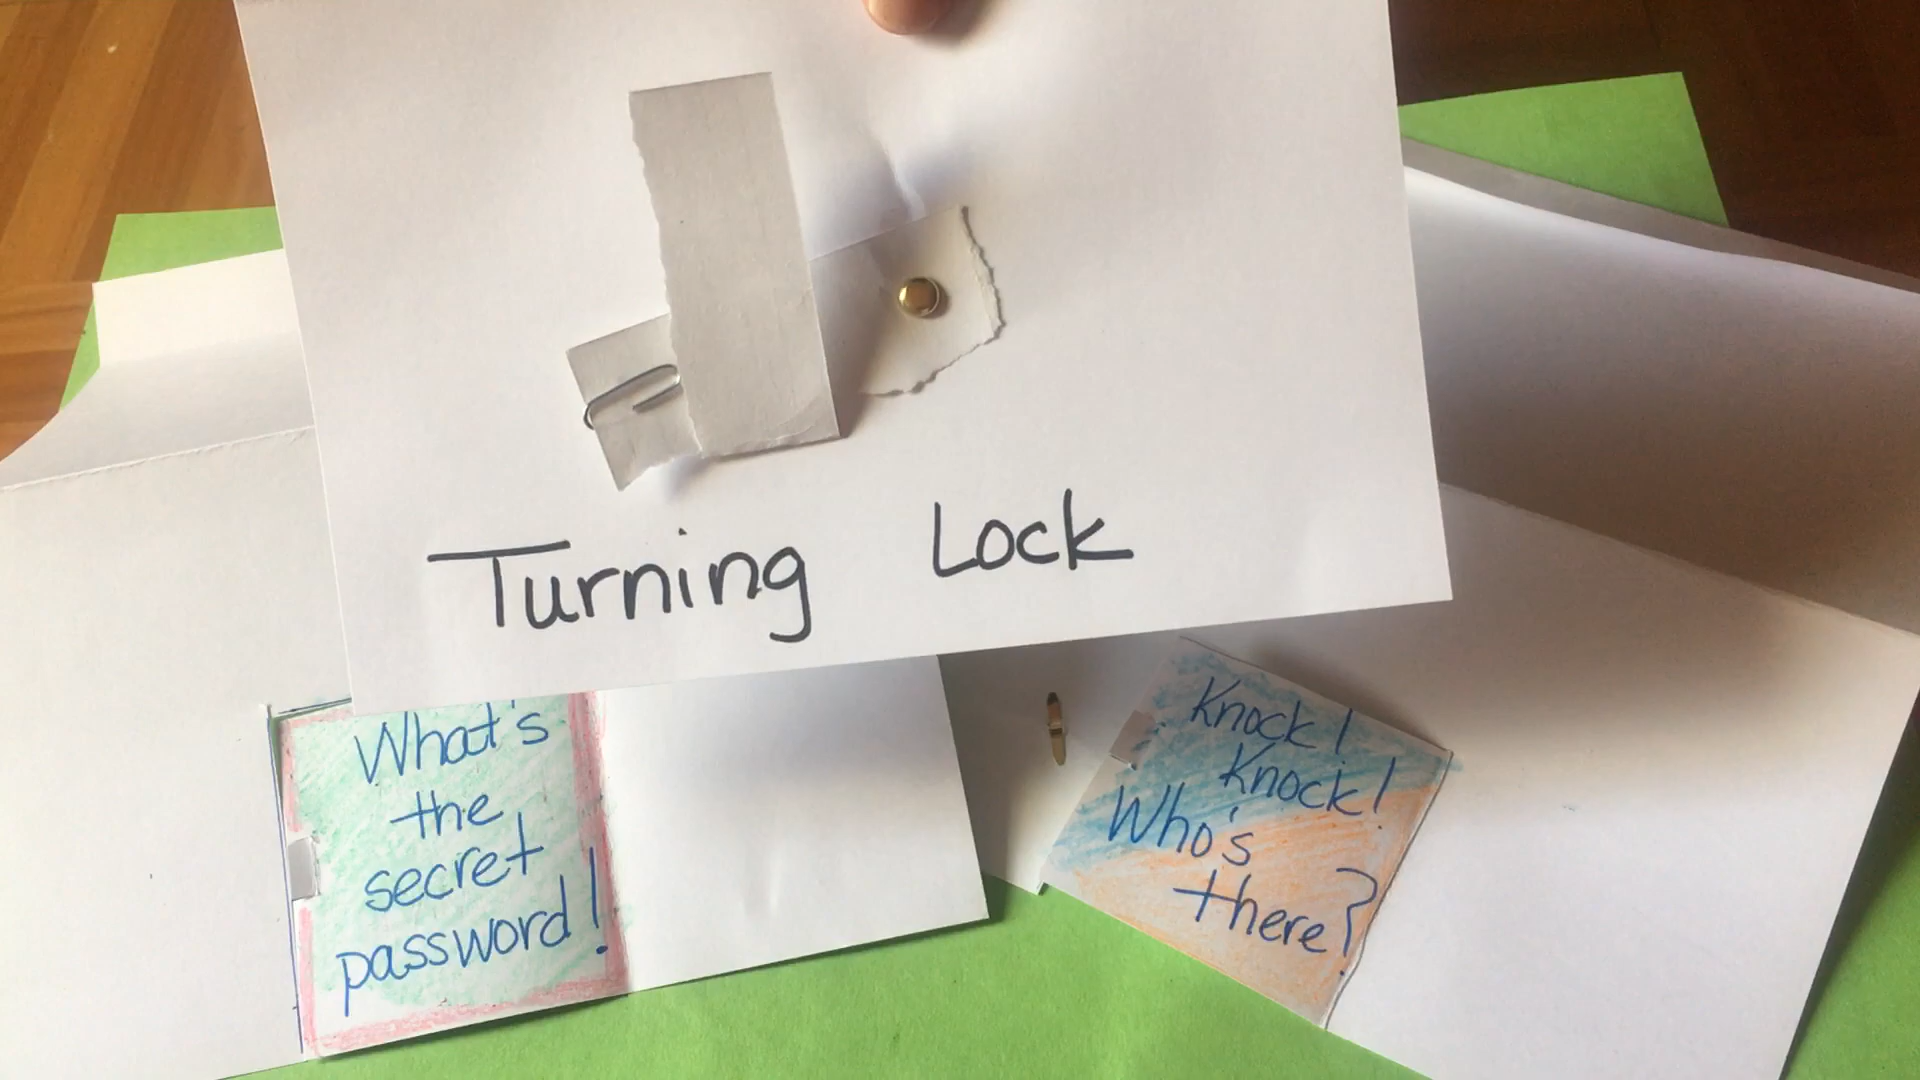 Turning Lock
What's
the
secret
password!
Knock!
Knock!
Who's
there?